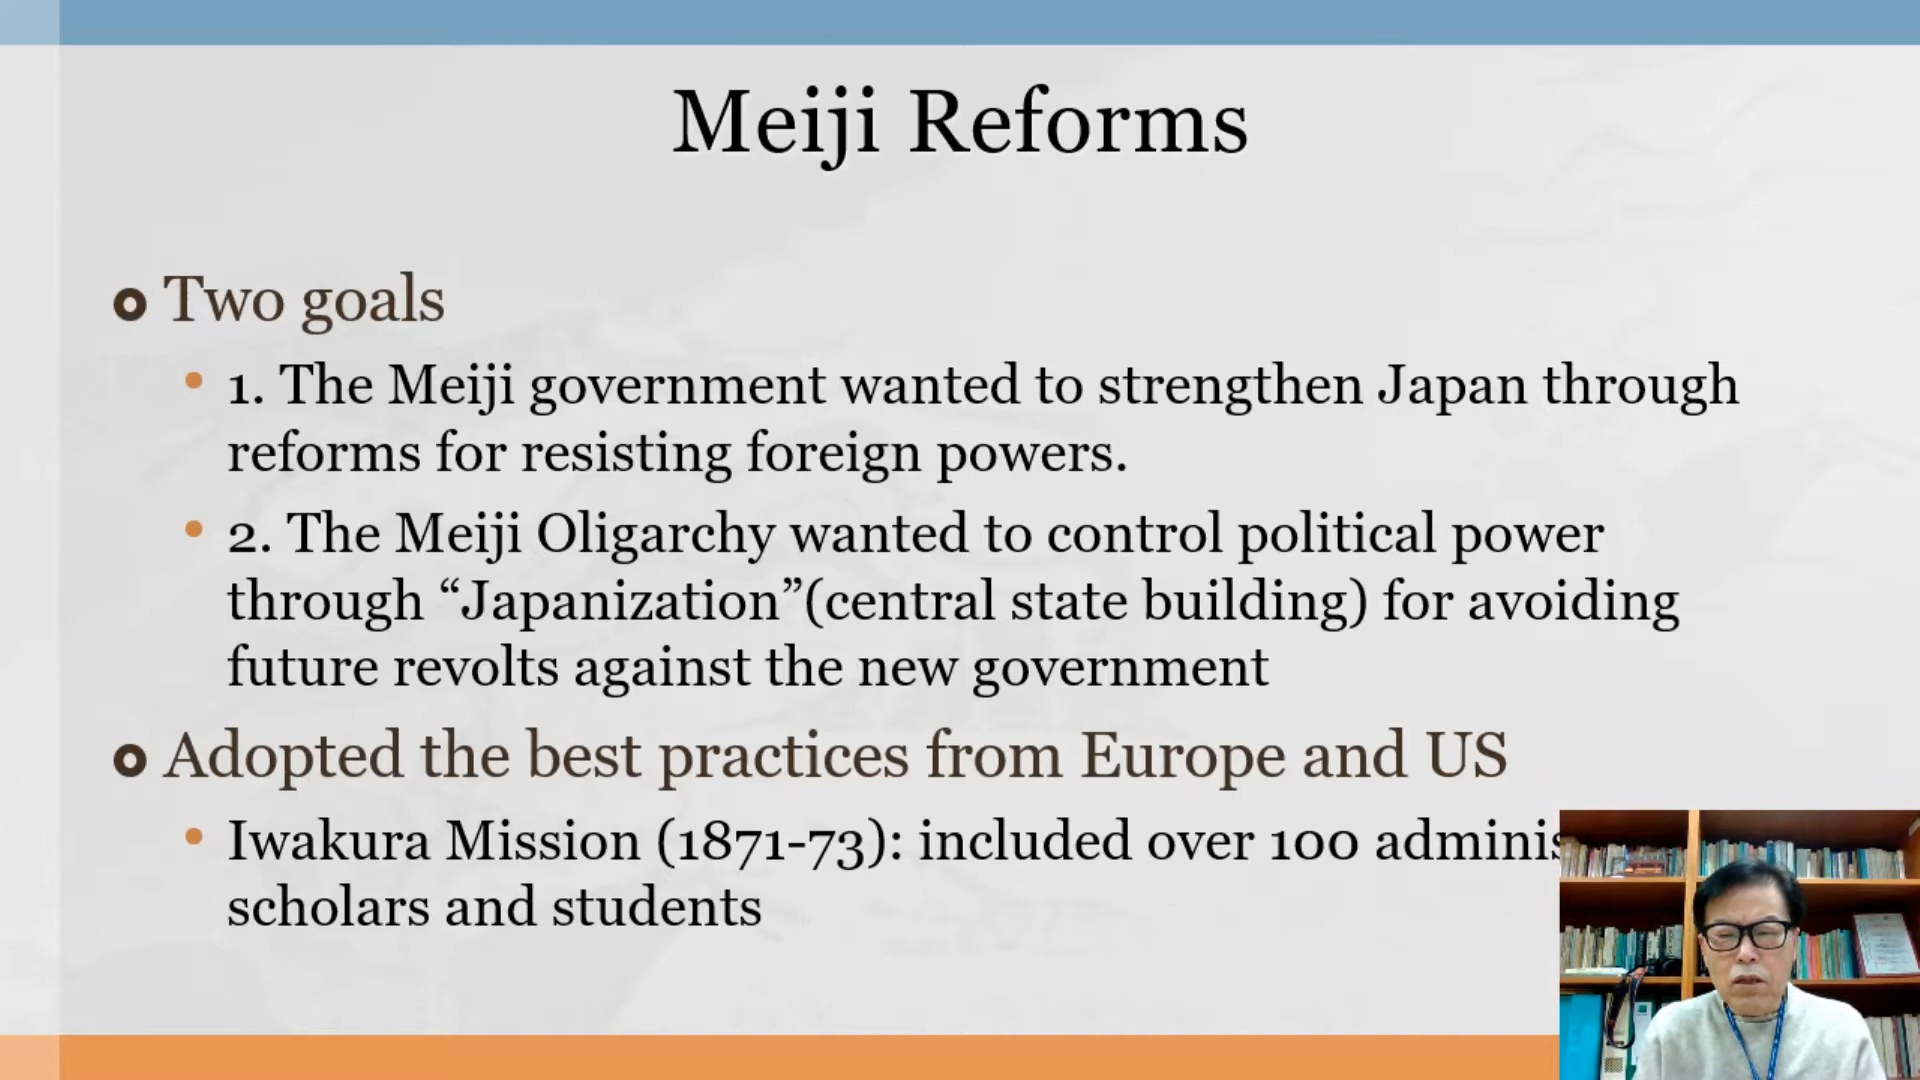 Meiji Reforms
Two goals
1. The Meiji government wanted to strengthen Japan through
reforms for resisting foreign powers.
2. The Meiji Oligarchy wanted to control political power
through “Japanization”(central state building) for avoiding
future revolts against the new government
Adopted the best practices from Europe and US
Iwakura Mission (1871-73): included over 100
scholars and students